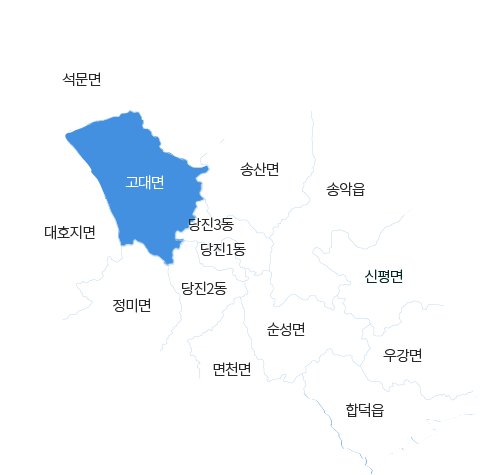 석문면
송산면
고대면
송악읍
당진3동
대호지면
당진1동
신평면
당진2동
정미면
순성면
우강면
면천면
합덕읍